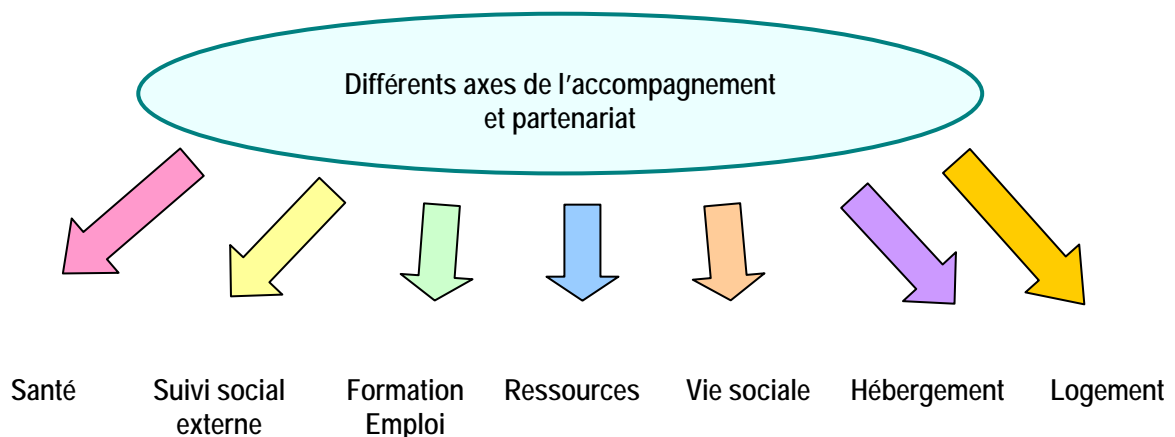 Différents axes de l'accompagnement
et partenariat
Santé
Suivi social
externe
Formation
Emploi
Ressources
Vie sociale
Hébergement
Logement